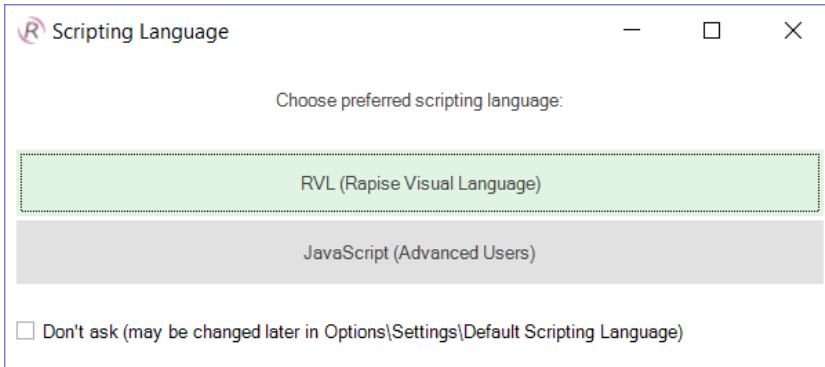 R Scripting Language
Choose preferred scripting language:
RVL (Rapise Visual Language)
JavaScript (Advanced Users)
Don't ask (may be changed later in Options\Settings\Default Scripting Language)